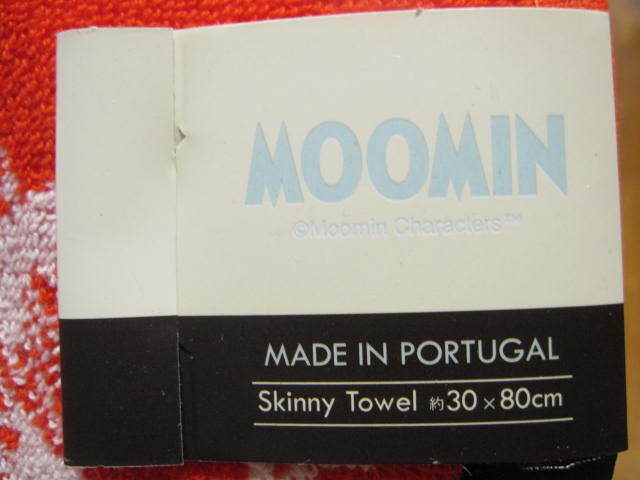 MOOMIN
©Moomin Characters™
MADE IN PORTUGAL
Skinny Towel 約30×80cm